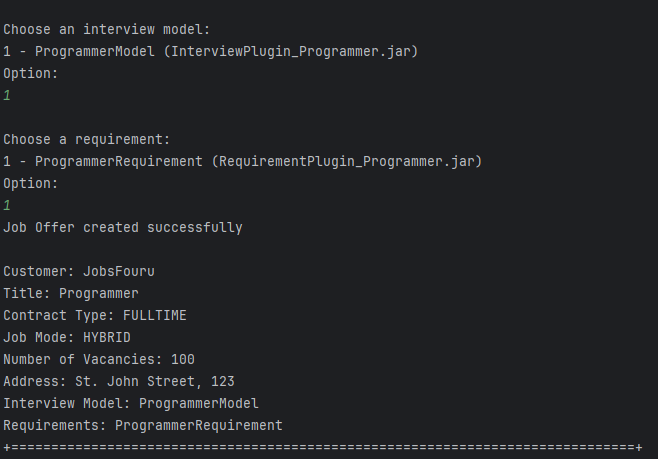 Choose an interview model:
1 - ProgrammerModel (InterviewPlugin_Programmer.jar)
Option:
1
Choose a requirement:
1 - ProgrammerRequirement (RequirementPlugin_Programmer.jar)
Option:
1
Job Offer created successfully
Customer: JobsFouru
Title: Programmer
Contract Type: FULLTIME
Job Mode: HYBRID
Number of Vacancies: 100
Address: St. John Street, 123
Interview Model: ProgrammerModel
Requirements: ProgrammerRequirement
+==============================================================================+